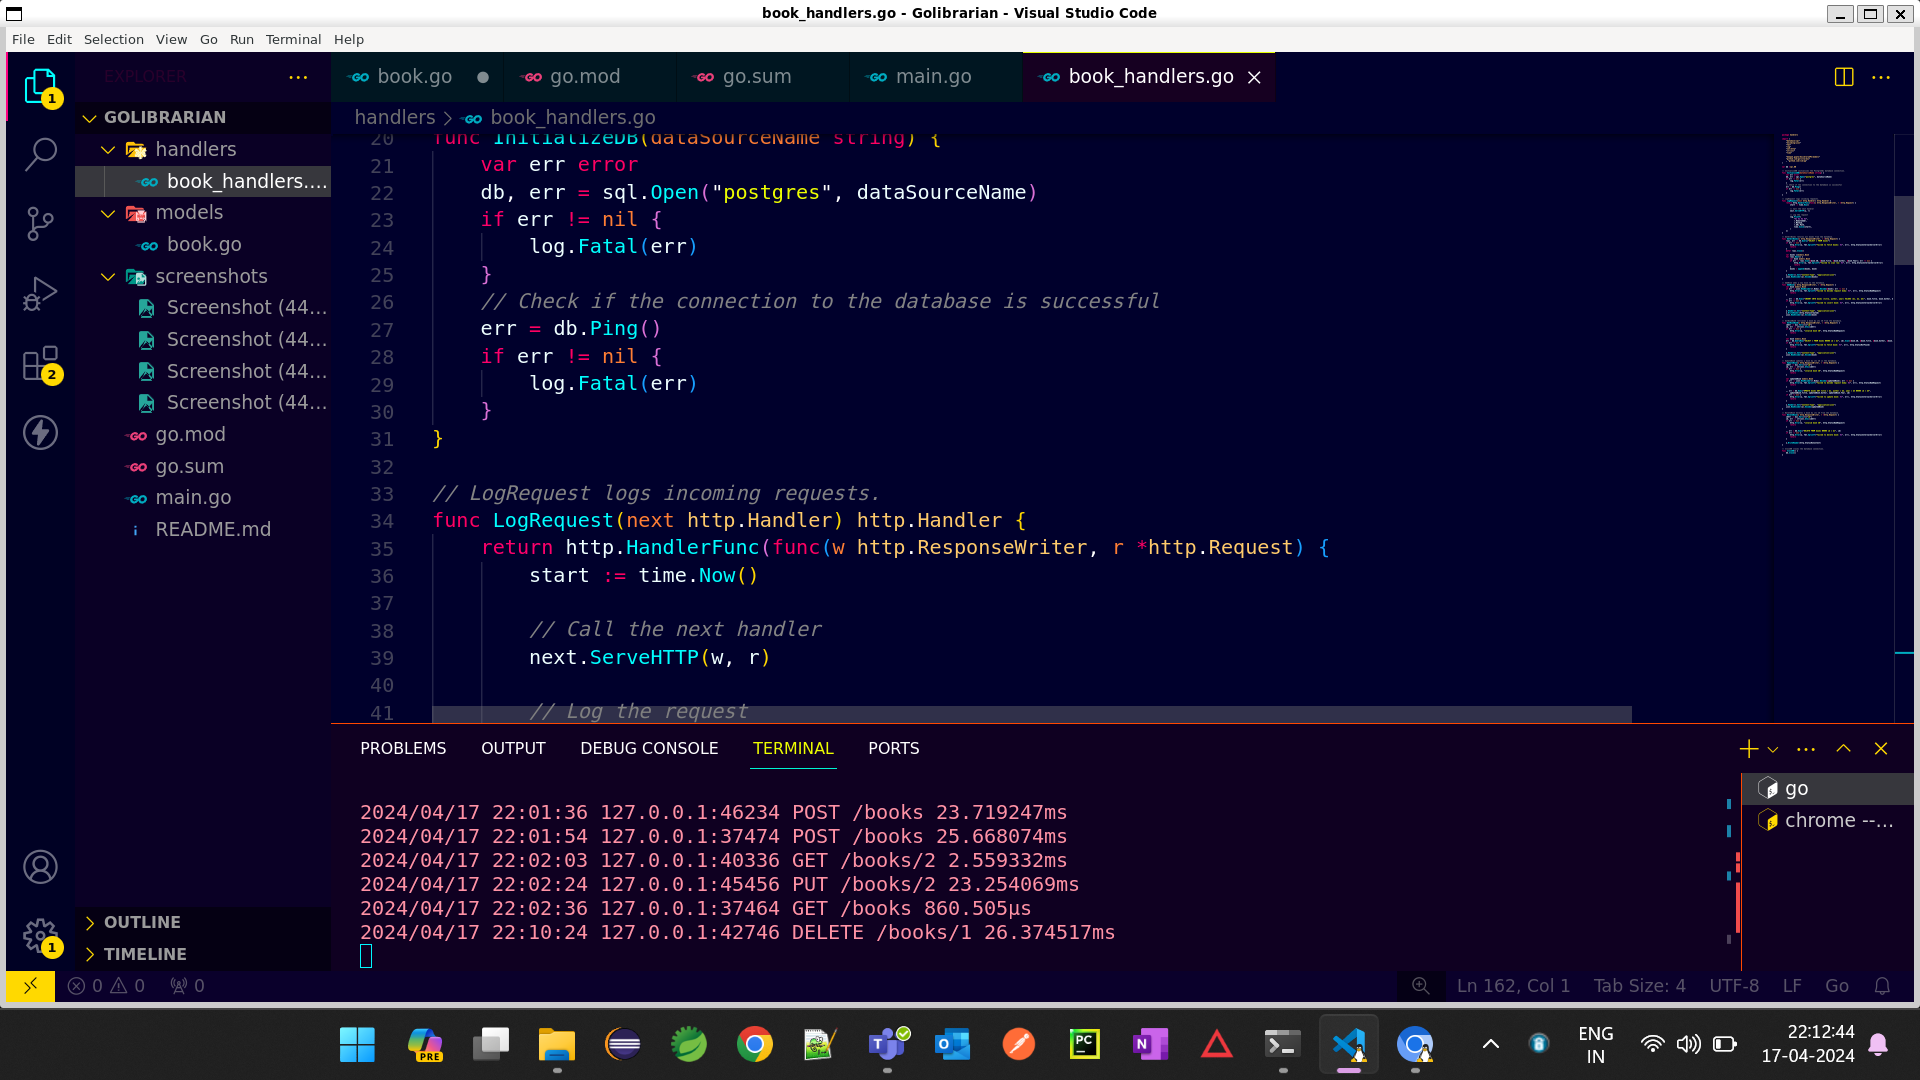 book_handlers.go - Golibrarian - Visual Studio Code
File Edit Selection View Go Run Terminal Help
EXPLORER
GOLIBRARIAN
handlers
book_handlers....
models
book.go
screenshots
Screenshot (44...
Screenshot (44...
Screenshot (44...
Screenshot (44...
go.mod
go.sum
main.go
README.md
OUTLINE
TIMELINE
1
2
1
book.go go.mod go.sum main.go book_handlers.go
handlers > book_handlers.go
20 func InitializeDB(dataSourceName string) {
21 var err error
22 db, err = sql.Open("postgres", dataSourceName)
23 if err != nil {
24 log.Fatal(err)
25 }
26 // Check if the connection to the database is successful
27 err = db.Ping()
28 if err != nil {
29 log.Fatal(err)
30 }
31 }
32
33 // LogRequest logs incoming requests.
34 func LogRequest(next http.Handler) http.Handler {
35 return http.HandlerFunc(func(w http.ResponseWriter, r *http.Request) {
36 start := time.Now()
37
38 // Call the next handler
39 next.ServeHTTP(w, r)
40
41 // Log the request
PROBLEMS OUTPUT DEBUG CONSOLE TERMINAL PORTS
2024/04/17 22:01:36 127.0.0.1:46234 POST /books 23.719247ms
2024/04/17 22:01:54 127.0.0.1:37474 POST /books 25.668074ms
2024/04/17 22:02:03 127.0.0.1:40336 GET /books/2 2.559332ms
2024/04/17 22:02:24 127.0.0.1:45456 PUT /books/2 23.254069ms
2024/04/17 22:02:36 127.0.0.1:37464 GET /books 860.505µs
2024/04/17 22:10:24 127.0.0.1:42746 DELETE /books/1 26.374517ms
go
chrome --...
0 0 0 Ln 162, Col 1 Tab Size: 4 UTF-8 LF Go
PRE
PC
ENG
IN
22:12:44
17-04-2024